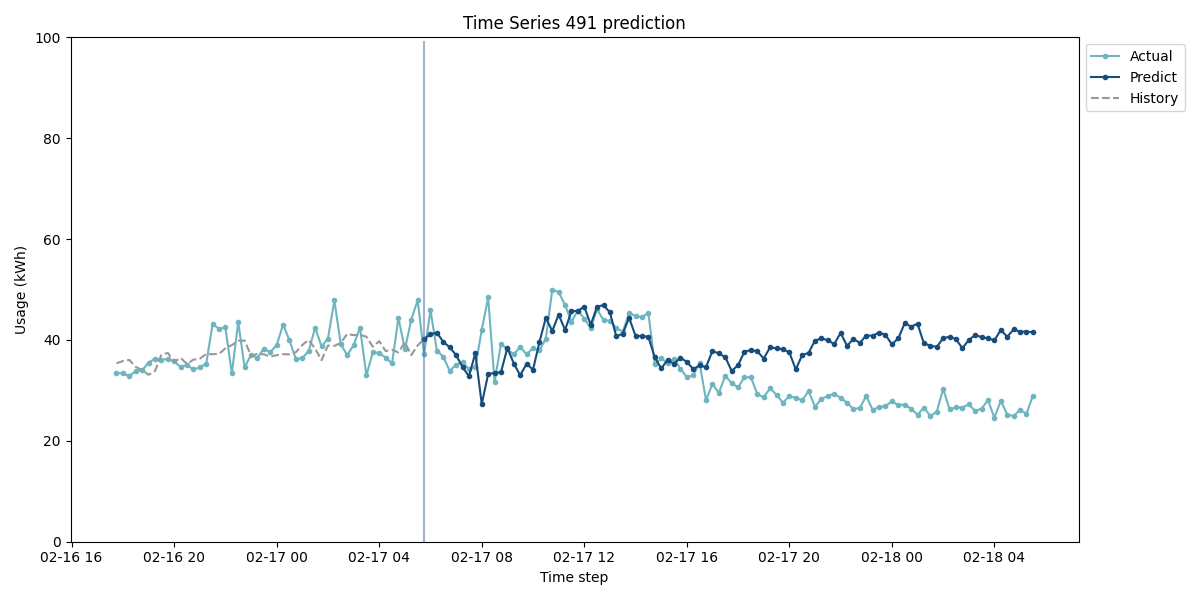 Time Series 491 prediction
Usage (kWh)
100
80
60
40
20
0
02-16 16
02-16 20
02-17 00
02-17 04
02-17 08
02-17 12
02-17 16
02-17 20
02-18 00
02-18 04
Time step
Actual
Predict
History